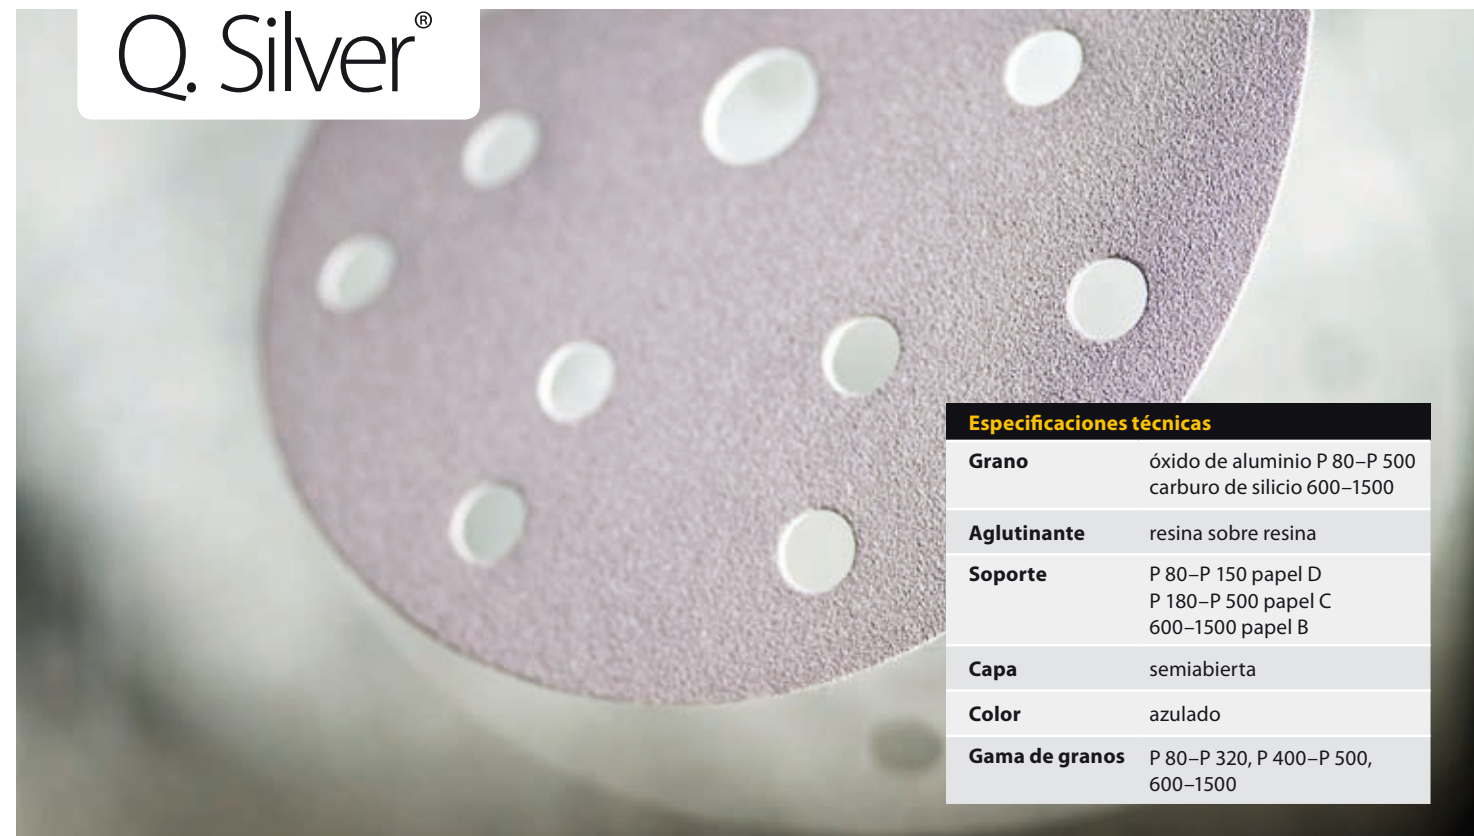 Q. Silver®
Especificaciones técnicas
Grano óxido de aluminio P 80–P 500
carburo de silicio 600–1500
Aglutinante resina sobre resina
Soporte P 80–P 150 papel D
P 180–P 500 papel C
600–1500 papel B
Capa semiabierta
Color azulado
Gama de granos P 80–P 320, P 400–P 500,
600–1500